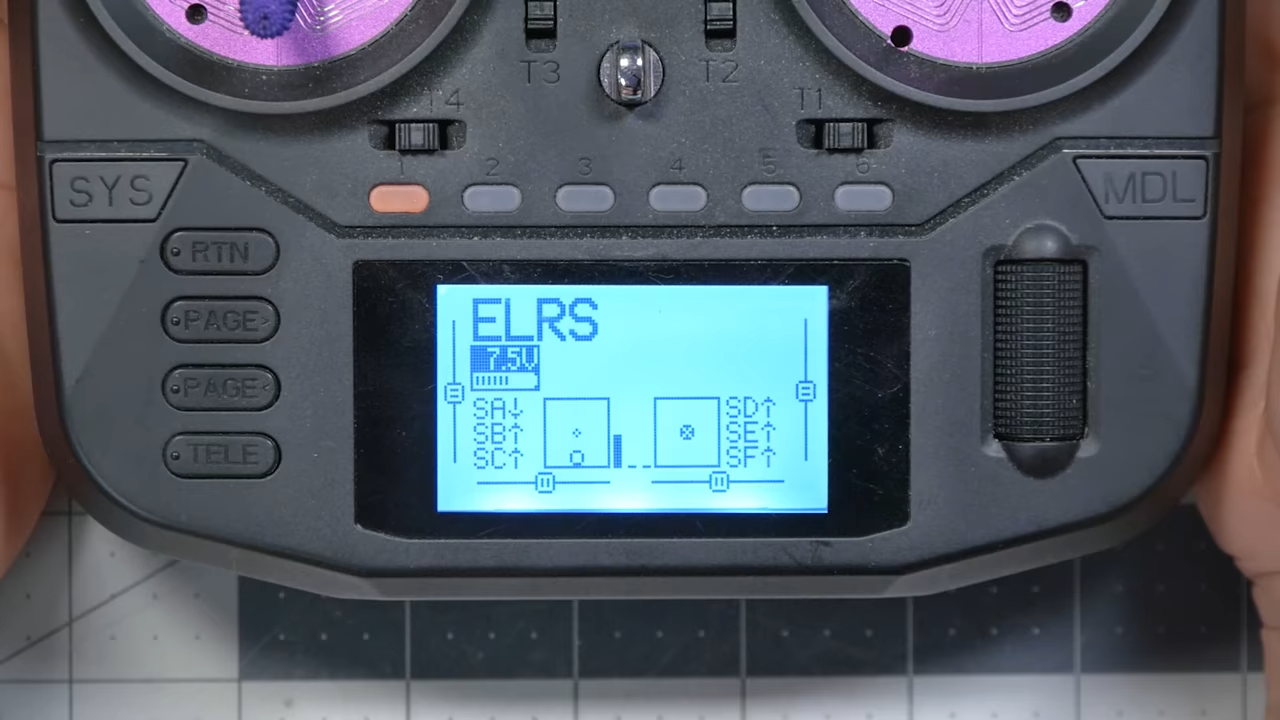 T3
T2
T4
T1
1 2 3 4 5 6
SYS
MDL
RTN
PAGE>
PAGE<
TELE
ELRS
7.5V
SA↓
SB↑
SC↑
SD↑
SE↑
SF↑